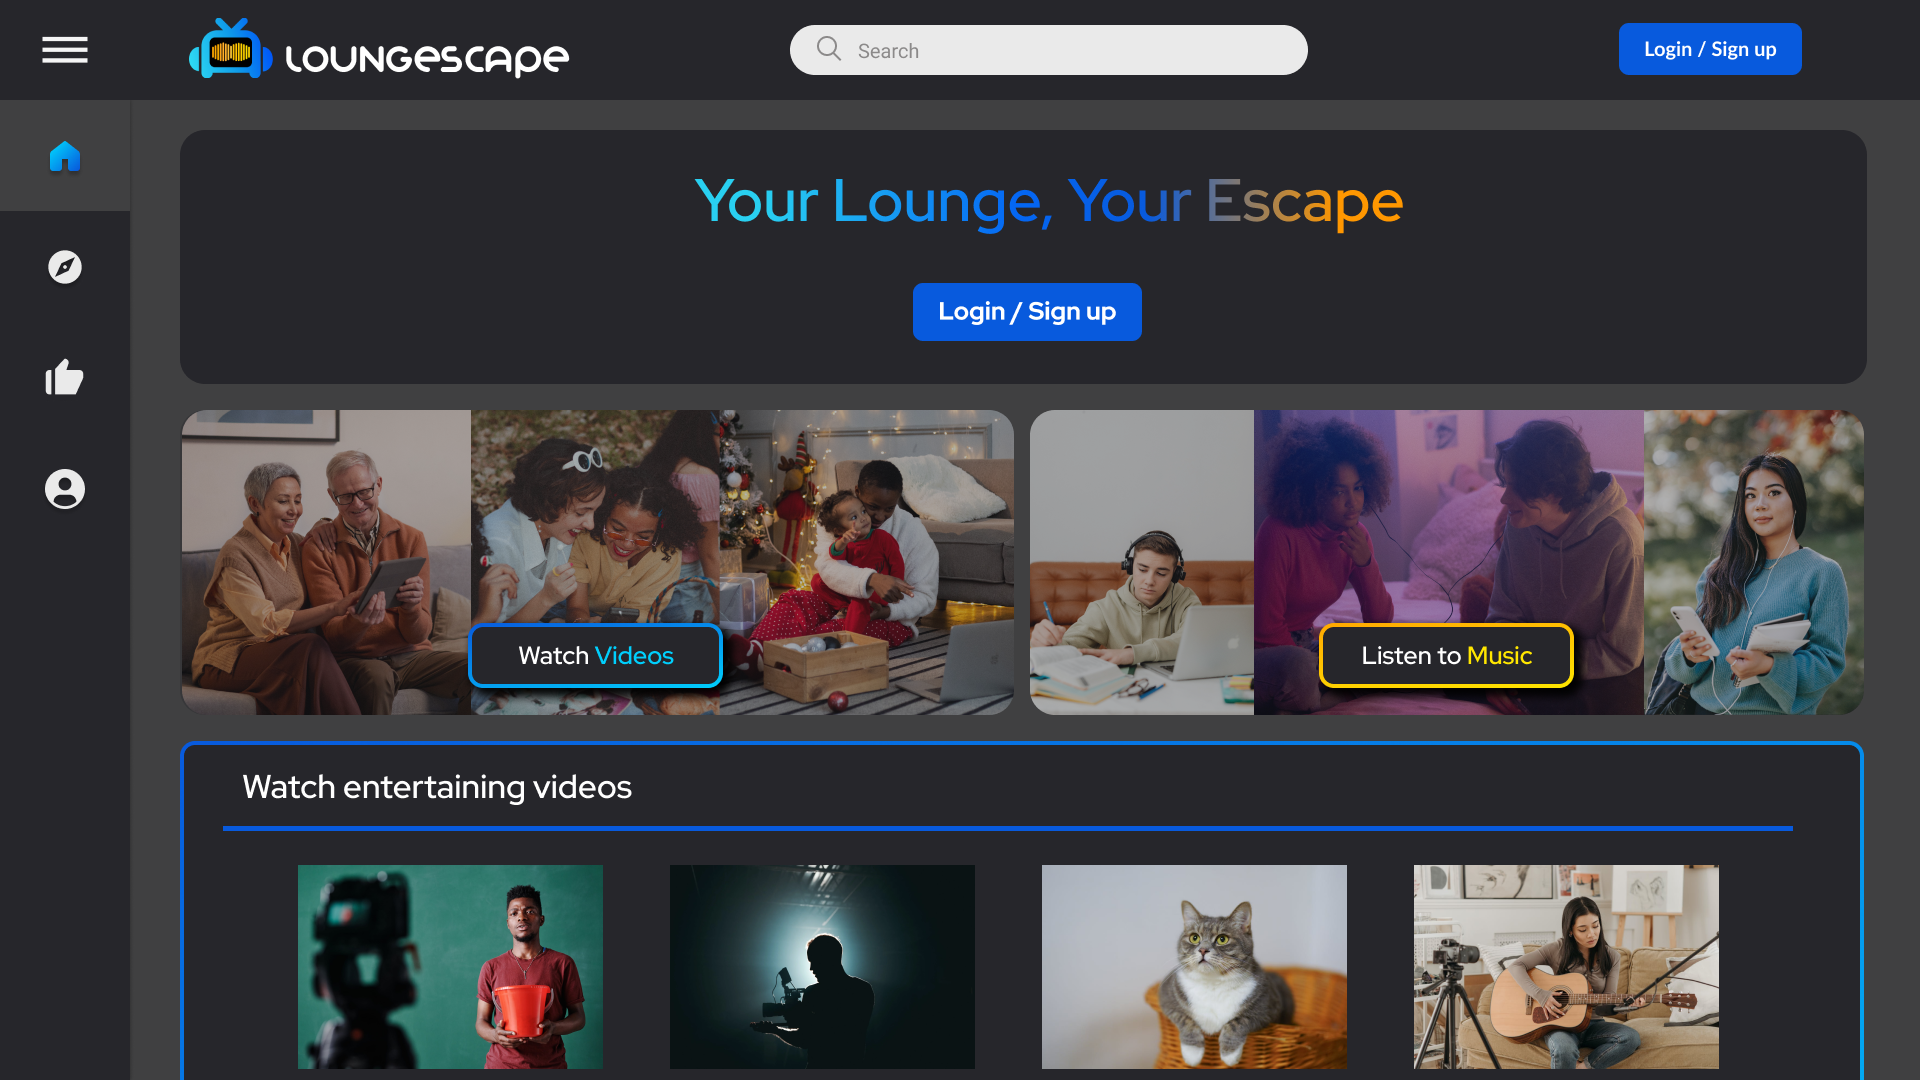 LOUNGESCAPE
Search
Login / Sign up
Your Lounge, Your Escape
Login / Sign up
Watch Videos
Listen to Music
Watch entertaining videos